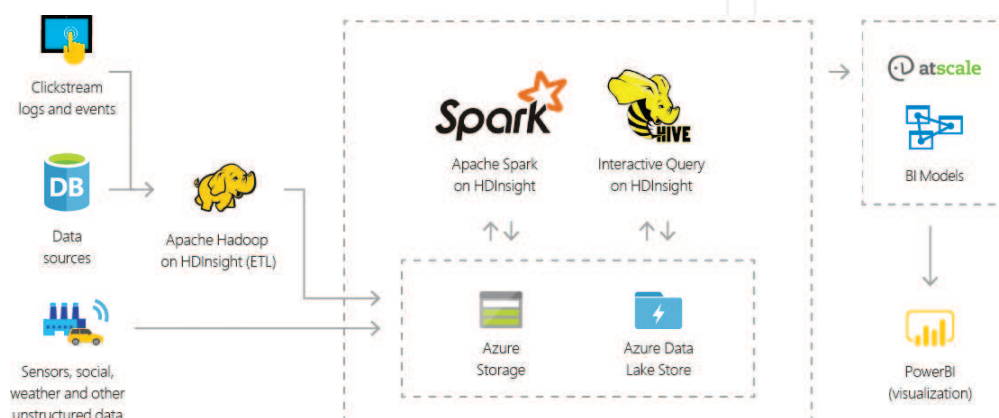 Clickstream
logs and events
DB
Data
sources
Sensors, social,
weather and other
unstructured data
Apache Hadoop
on HDInsight (ETL)
Spark
Apache Spark
on HDInsight
HIVE
Interactive Query
on HDInsight
Azure
Storage
Azure Data
Lake Store
atscale
BI Models
PowerBI
(visualization)